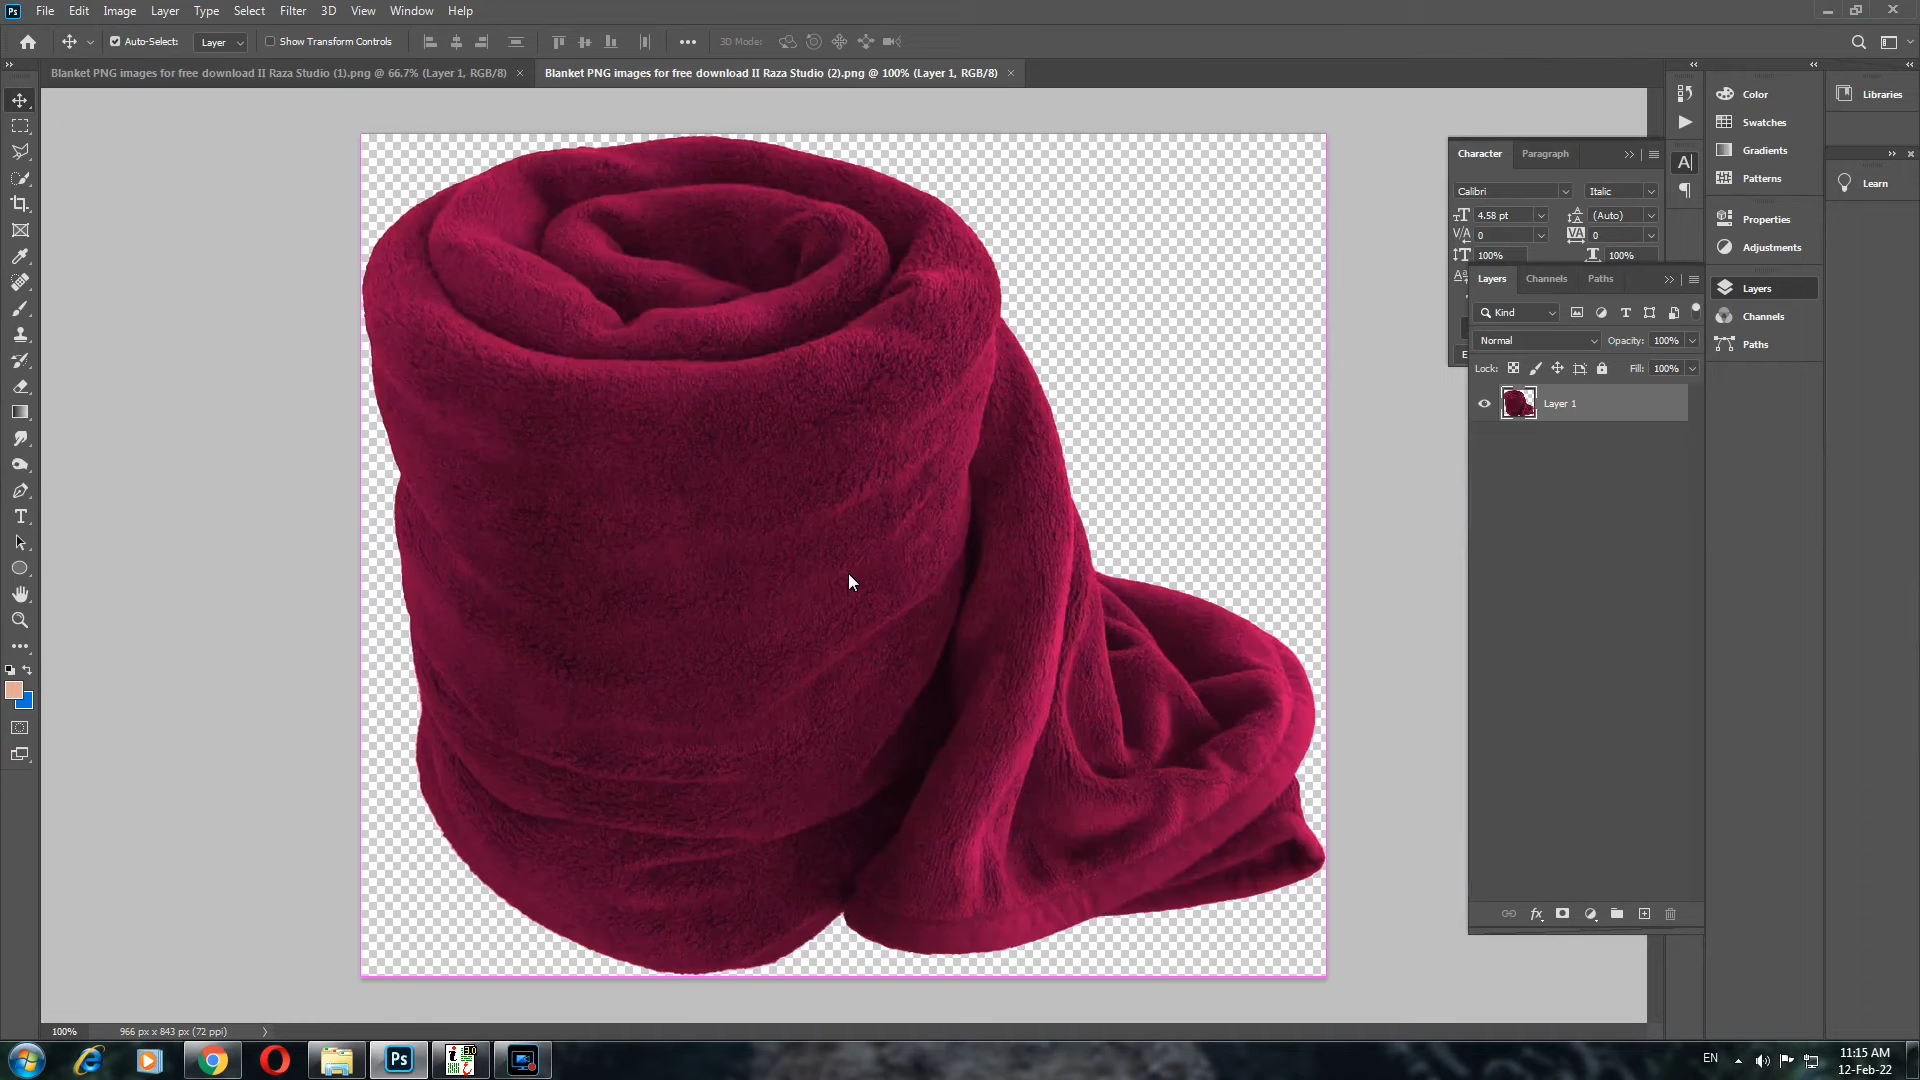 Ps File Edit Image Layer Type Select Filter 3D View Window Help
Auto-Select: Layer Show Transform Controls 3D Mode:
Blanket PNG images for free download II Raza Studio (1).png @ 66.7% (Layer 1, RGB/8) × Blanket PNG images for free download II Raza Studio (2).png @ 100% (Layer 1, RGB/8) ×
Color
Swatches
Gradients
Patterns
Properties
Adjustments
Layers
Channels
Paths
Libraries
Learn
Character Paragraph
Calibri Italic
4.58 pt (Auto)
0 0
100% 100%
Layers Channels Paths
Kind
Normal Opacity: 100%
Lock: Fill: 100%
Layer 1
fx
100% 966 px x 843 px (72 ppi)
Ps
EN
11:15 AM
12-Feb-22